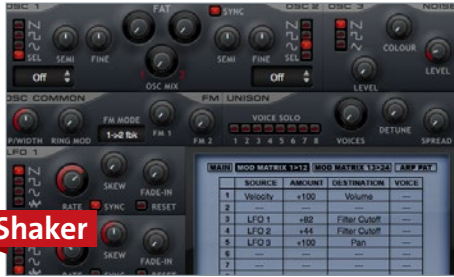 OSC 1
FAT
SYNC
OSC 2
OSC 3
NOISE
SEL
SEMI
FINE
OSC MIX
SEMI
FINE
SEL
SEL
COLOUR
LEVEL
Off
Off
LEVEL
OSC COMMON
FM
UNISON
P/WIDTH
RING MOD
FM MODE
1->2 fbk
FM 1
FM 2
VOICE SOLO
1 2 3 4 5 6 7 8
VOICES
DETUNE
SPREAD
LFO 1
SKEW
FADE-IN
RATE
SYNC
RESET
Shaker
SKEW
FADE-IN
RATE
SYNC
RESET
MAIN
MOD MATRIX 1>12
MOD MATRIX 13>24
ARP PAT
SOURCE AMOUNT DESTINATION VOICE
1 Velocity +100 Volume ---
2 --- --- --- ---
3 LFO 1 +82 Filter Cutoff ---
4 LFO 2 +44 Filter Cutoff ---
5 LFO 3 +100 Pan ---
6 --- --- --- ---